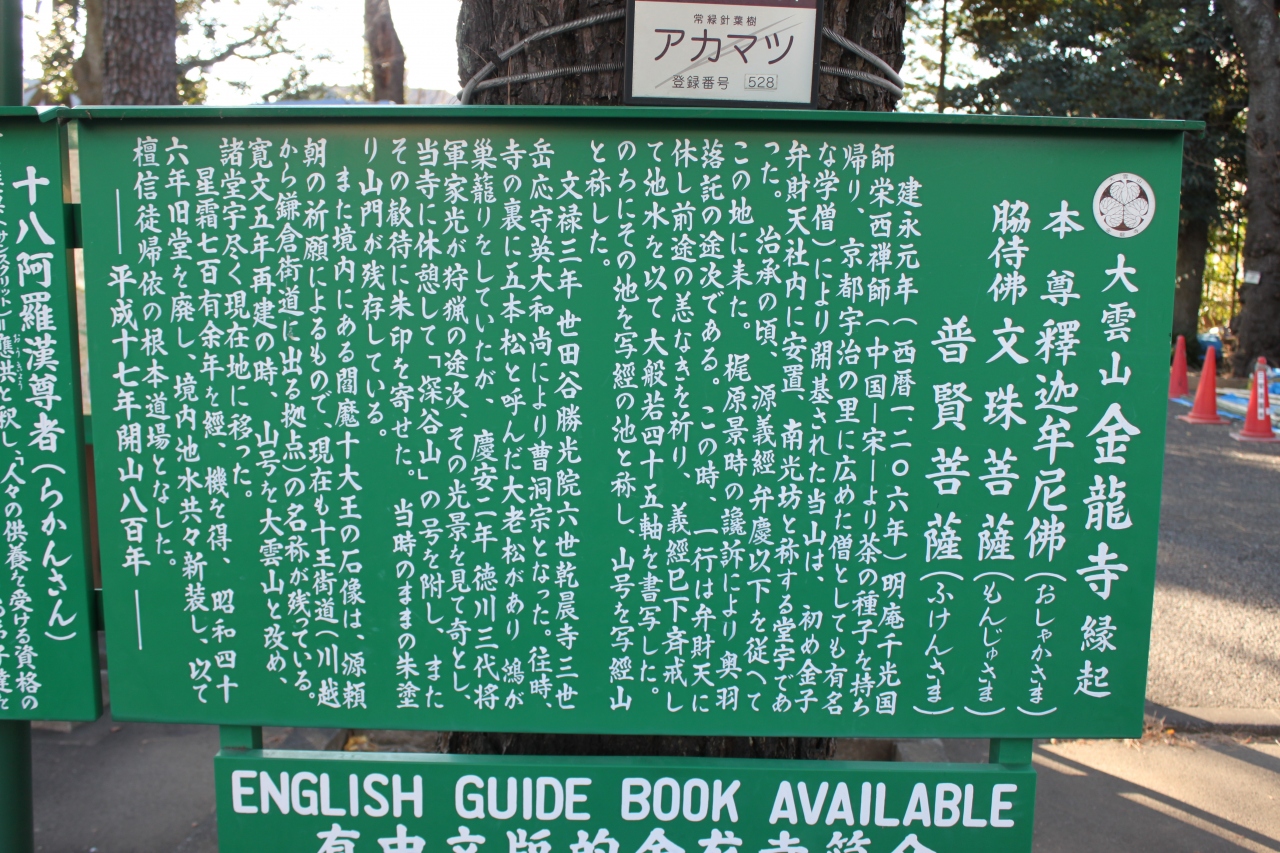 常緑針葉樹
アカマツ
登録番号 528
大雲山 金龍寺 縁起
本尊 釋迦牟尼佛(おしゃかさま)
脇侍佛 文珠菩薩(もんじゅさま)
普賢菩薩(ふけんさま)
建永元年(西暦一二〇六年)明庵千光国
師栄西禅師(中国―宋―より茶の種子を持ち
帰り、京都宇治の里に広めた僧としても有名
な学僧)により開基された当山は、初め金子
弁財天社内に安置、南光坊と称する堂宇であ
った。治承の頃、源義經弁慶以下を従へて
この地に来た。梶原景時の讒訴により奥羽
落託の途次である。この時、一行は弁財天に
休し前途の恙なきを祈り、義經巳下斉戒し
て池水を以て大般若四十五軸を書写した。
のちにその池を写經の池と称し、山号を写經山
と称した。
文禄三年世田谷勝光院六世乾晨寺三世
岳応守英大和尚により曹洞宗となった。往時、
寺の裏に五本松と呼んだ大老松があり鴻が
巣籠りをしていたが、慶安二年徳川三代将
軍家光が狩猟の途次、その光景を見て奇とし、
当寺に休憩して「深谷山」の号を附し、また
その歓待に朱印を寄せた。当時のままの朱塗
り山門が残存している。
また境内にある閻魔十大王の石像は、源頼
朝の祈願によるもので、現在も十王街道(川越
から鎌倉街道に出る拠点)の名称が残っている。
寛文五年再建の時、山号を大雲山と改め、
諸堂宇尽く現在地に移った。
星霜七百有余年を經、機を得、昭和四十
六年旧堂を廃し、境内池水共々新装し、以て
檀信徒帰依の根本道場となした。
――平成十七年開山八百年――
十八阿羅漢尊者(らかんさん)
應供と釈し、「人々の供養を受ける資格の
ENGLISH GUIDE BOOK AVAILABLE